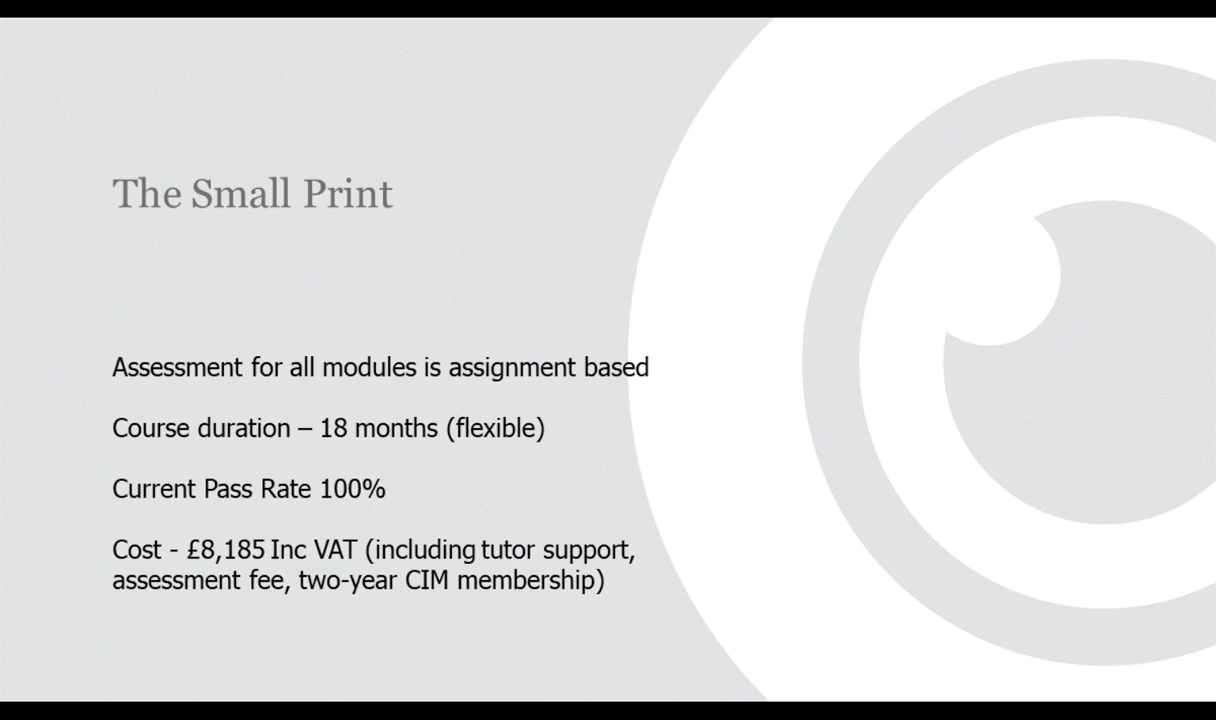 The Small Print
Assessment for all modules is assignment based
Course duration – 18 months (flexible)
Current Pass Rate 100%
Cost - £8,185 Inc VAT (including tutor support,
assessment fee, two-year CIM membership)